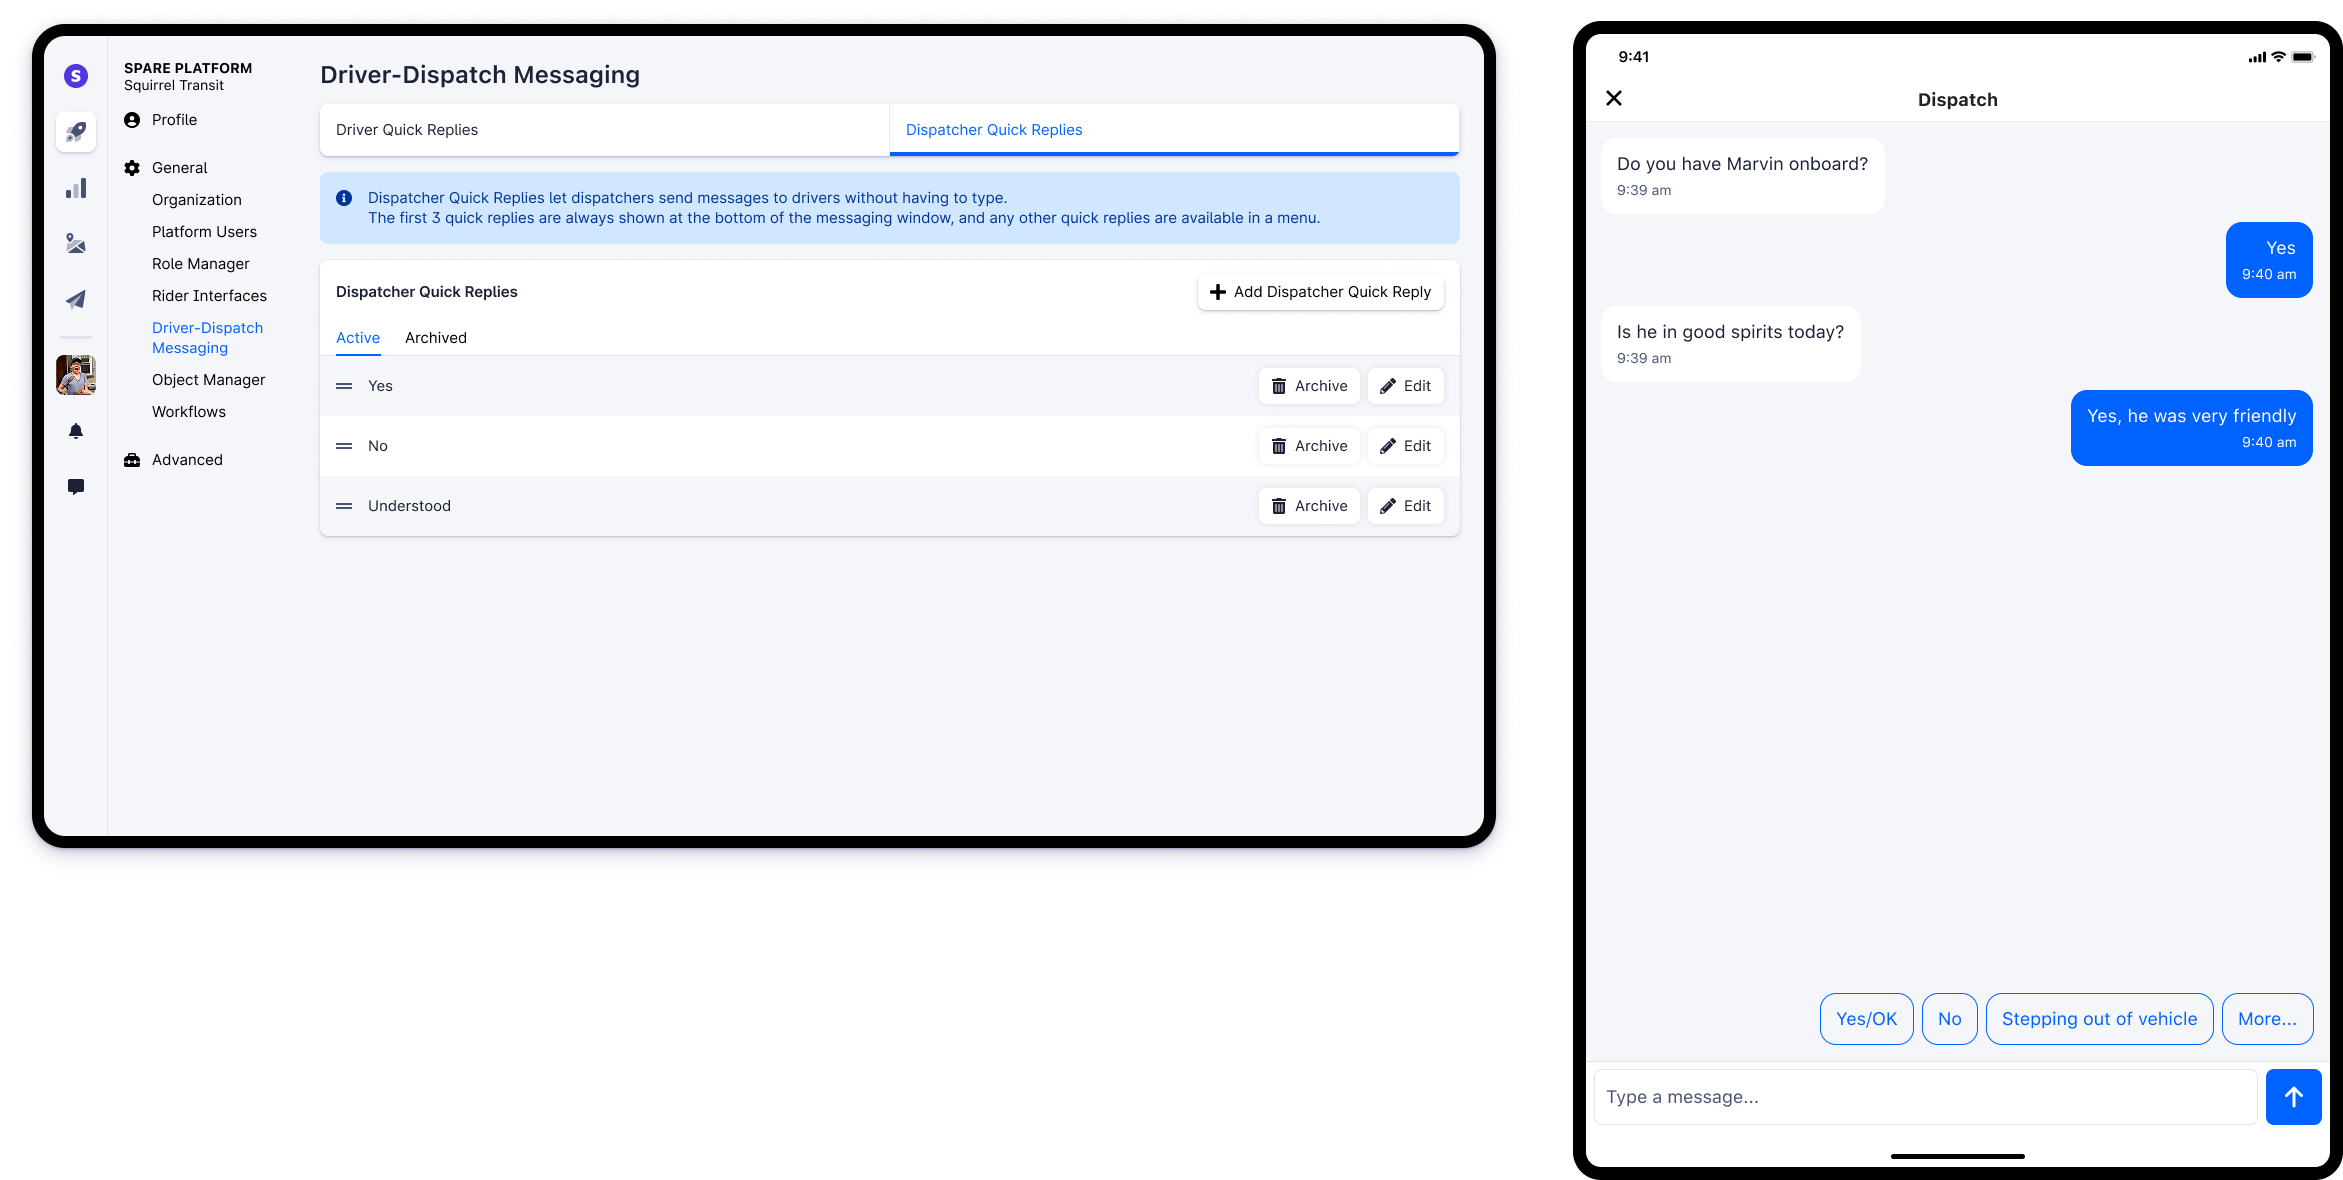 S
SPARE PLATFORM
Squirrel Transit
Profile
General
Organization
Platform Users
Role Manager
Rider Interfaces
Driver-Dispatch
Messaging
Object Manager
Workflows
Advanced
Driver-Dispatch Messaging
Driver Quick Replies
Dispatcher Quick Replies
Dispatcher Quick Replies let dispatchers send messages to drivers without having to type.
The first 3 quick replies are always shown at the bottom of the messaging window, and any other quick replies are available in a menu.
Dispatcher Quick Replies
Add Dispatcher Quick Reply
Active Archived
Yes Archive Edit
No Archive Edit
Understood Archive Edit
9:41
Dispatch
Do you have Marvin onboard?
9:39 am
Yes
9:40 am
Is he in good spirits today?
9:39 am
Yes, he was very friendly
9:40 am
Yes/OK No Stepping out of vehicle More...
Type a message...